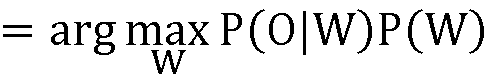 = arg max P(O|W)P(W)
W